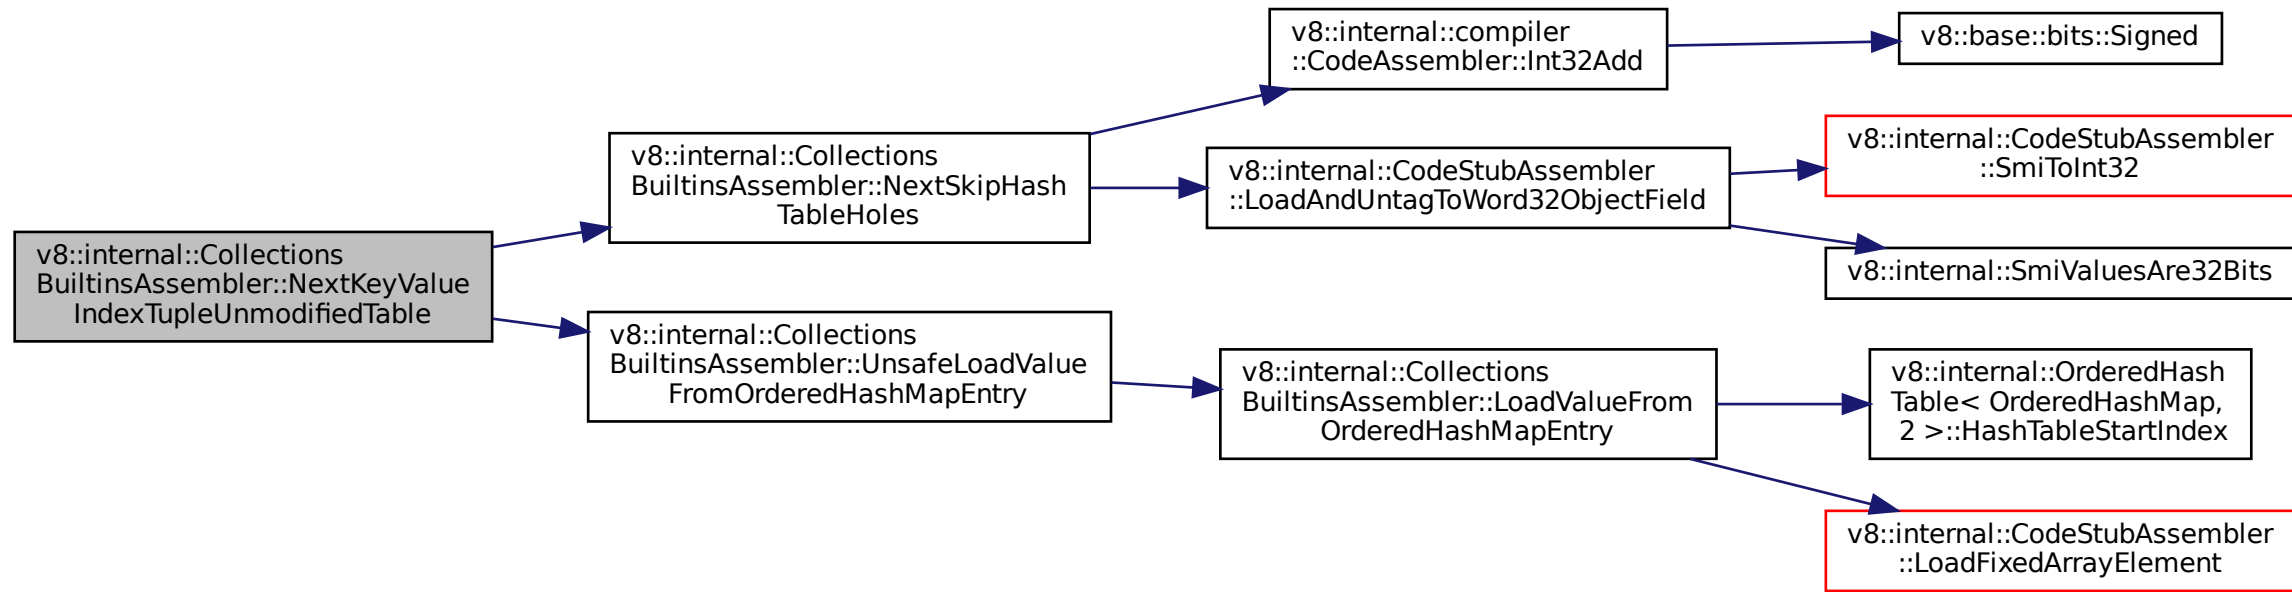 v8::internal::Collections
BuiltinsAssembler::NextKeyValue
IndexTupleUnmodifiedTable
v8::internal::Collections
BuiltinsAssembler::NextSkipHash
TableHoles
v8::internal::compiler
::CodeAssembler::Int32Add
v8::base::bits::Signed
v8::internal::CodeStubAssembler
::LoadAndUntagToWord32ObjectField
v8::internal::CodeStubAssembler
::SmiToInt32
v8::internal::SmiValuesAre32Bits
v8::internal::Collections
BuiltinsAssembler::UnsafeLoadValue
FromOrderedHashMapEntry
v8::internal::Collections
BuiltinsAssembler::LoadValueFrom
OrderedHashMapEntry
v8::internal::OrderedHash
Table< OrderedHashMap,
2 >::HashTableStartIndex
v8::internal::CodeStubAssembler
::LoadFixedArrayElement